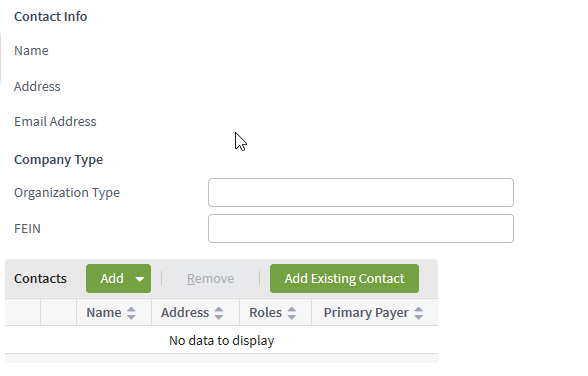 Contact Info
Name
Address
Email Address
Company Type
Organization Type
FEIN
Contacts Add Remove Add Existing Contact
Name Address Roles Primary Payer
No data to display